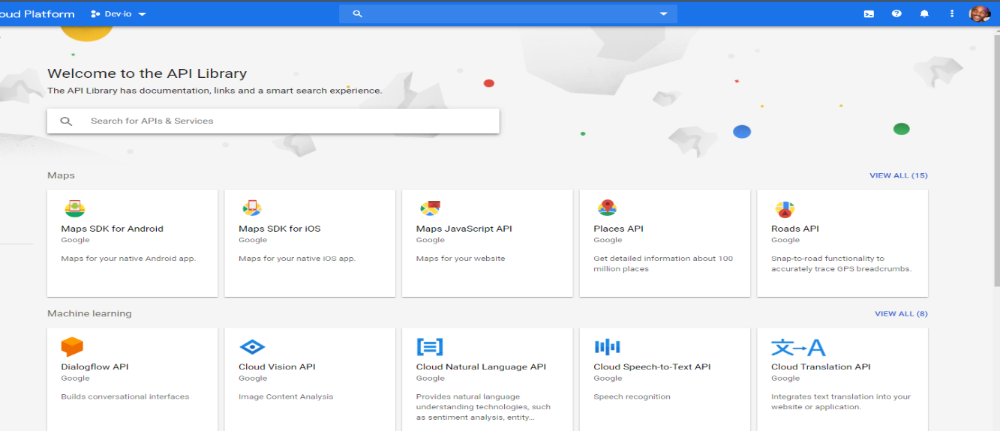 oud Platform
Dev-io
Welcome to the API Library
The API Library has documentation, links and a smart search experience.
Search for APIs & Services
Maps
VIEW ALL (15)
Maps SDK for Android
Google
Maps for your native Android app.
Maps SDK for iOS
Google
Maps for your native iOS app.
Maps JavaScript API
Google
Maps for your website
Places API
Google
Get detailed information about 100
million places
Roads API
Google
Snap-to-road functionality to
accurately trace GPS breadcrumbs.
Machine learning
VIEW ALL (8)
Dialogflow API
Google
Builds conversational interfaces
Cloud Vision API
Google
Image Content Analysis
Cloud Natural Language API
Google
Provides natural language
understanding technologies, such
as sentiment analysis, entity...
Cloud Speech-to-Text API
Google
Speech recognition
文→A
Cloud Translation API
Google
Integrates text translation into your
website or application.